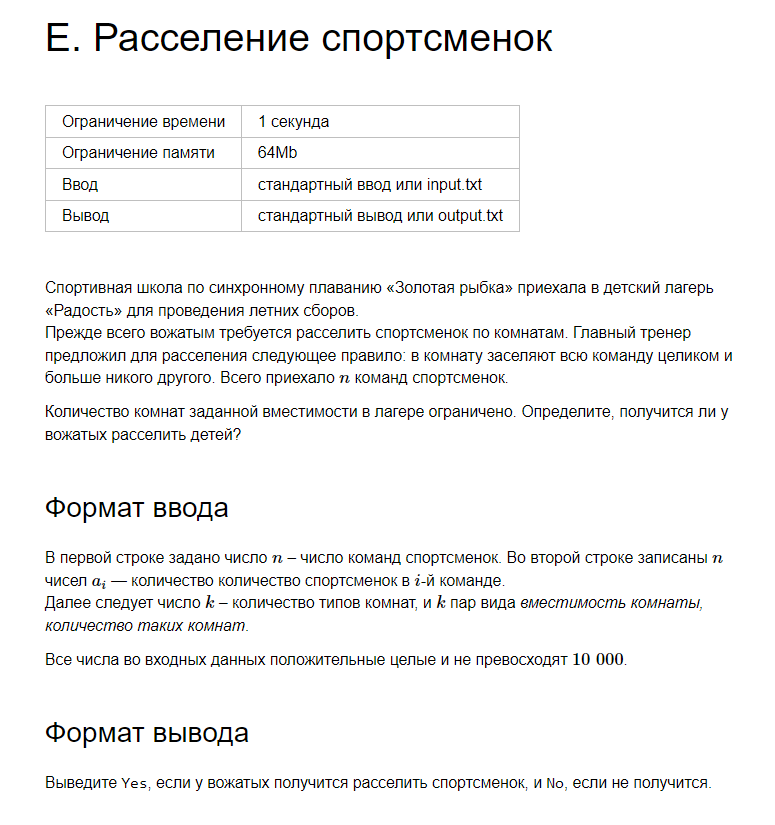 Е. Расселение спортсменок
Ограничение времени 1 секунда
Ограничение памяти 64Mb
Ввод стандартный ввод или input.txt
Вывод стандартный вывод или output.txt
Спортивная школа по синхронному плаванию «Золотая рыбка» приехала в детский лагерь
«Радость» для проведения летних сборов.
Прежде всего вожатым требуется расселить спортсменок по комнатам. Главный тренер
предложил для расселения следующее правило: в комнату заселяют всю команду целиком и
больше никого другого. Всего приехало n команд спортсменок.
Количество комнат заданной вместимости в лагере ограничено. Определите, получится ли у
вожатых расселить детей?
Формат ввода
В первой строке задано число n – число команд спортсменок. Во второй строке записаны n
чисел aᵢ — количество количество спортсменок в i-й команде.
Далее следует число k – количество типов комнат, и k пар вида вместимость комнаты,
количество таких комнат.
Все числа во входных данных положительные целые и не превосходят 10 000.
Формат вывода
Выведите Yes, если у вожатых получится расселить спортсменок, и No, если не получится.